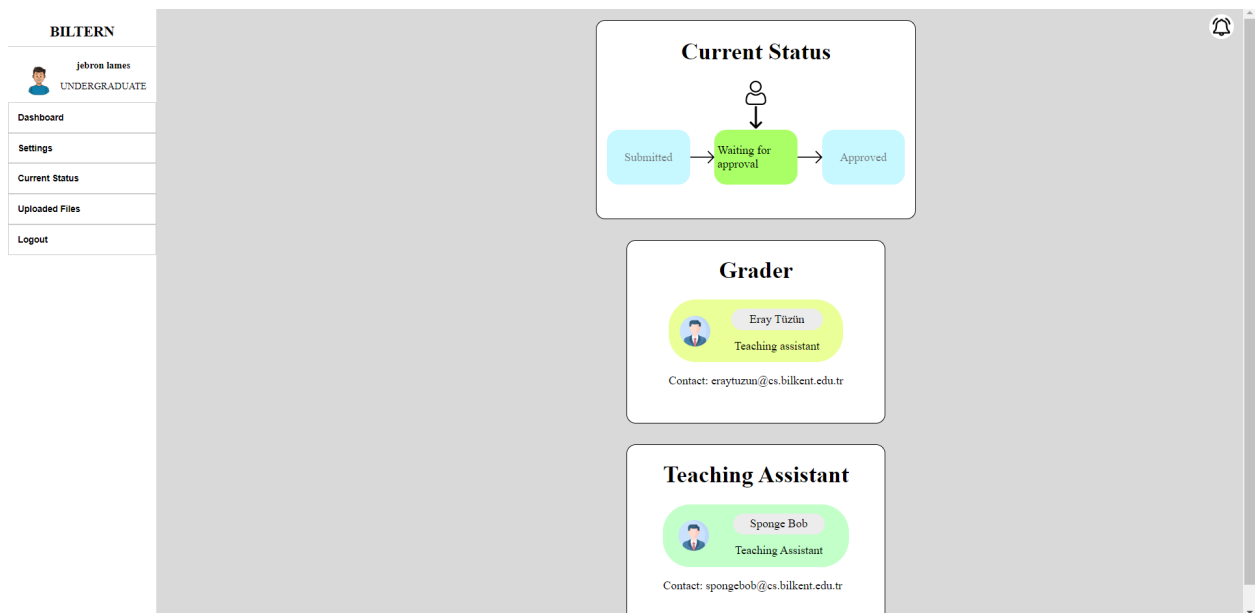 BILTERN
jebron lames
UNDERGRADUATE
Dashboard
Settings
Current Status
Uploaded Files
Logout
Current Status
Submitted
Waiting for
approval
Approved
Grader
Eray Tüzün
Teaching assistant
Contact: eraytuzun@cs.bilkent.edu.tr
Teaching Assistant
Sponge Bob
Teaching Assistant
Contact: spongebob@cs.bilkent.edu.tr